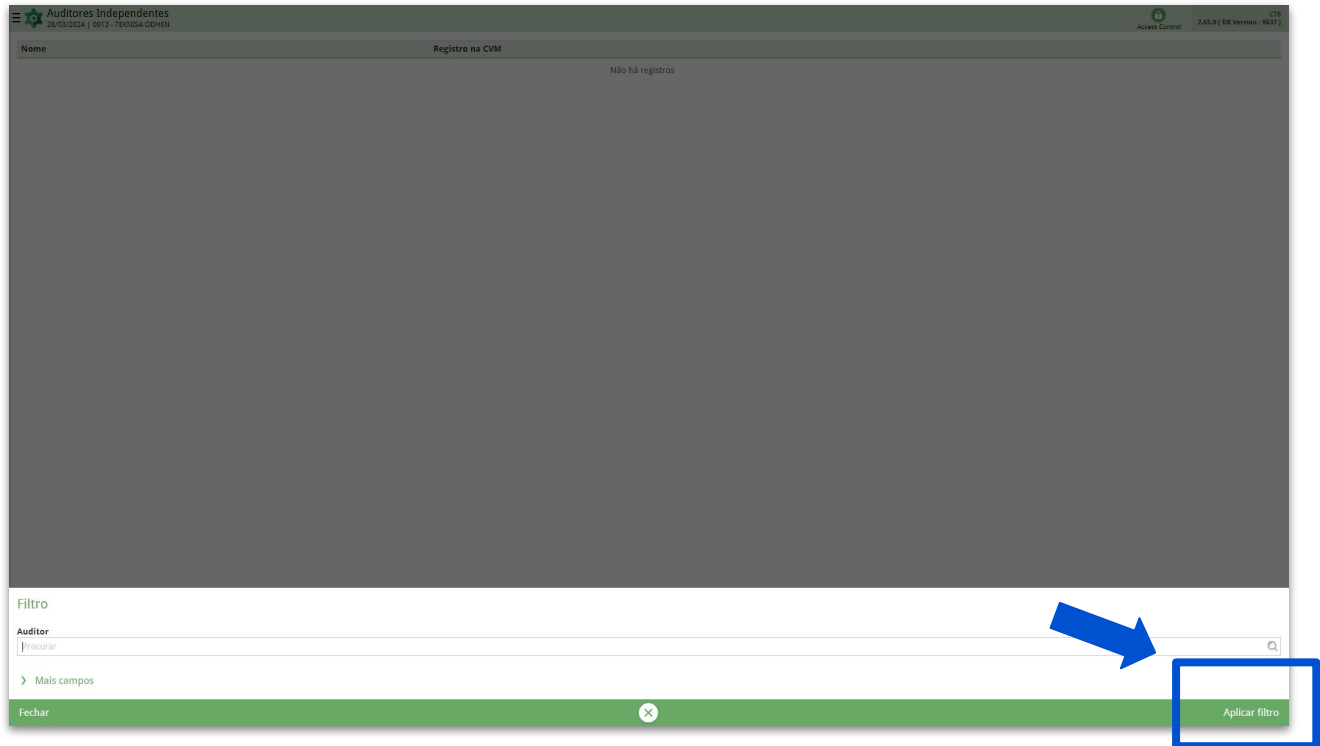 Auditores Independentes
28/03/2024 | 0013 - TEKNISA ODHEN
Access Control
CTB
2.65.0 ( DB Version - 8637 )
Nome Registro na CVM
Não há registros
Filtro
Auditor
Procurar
Mais campos
Fechar Aplicar filtro